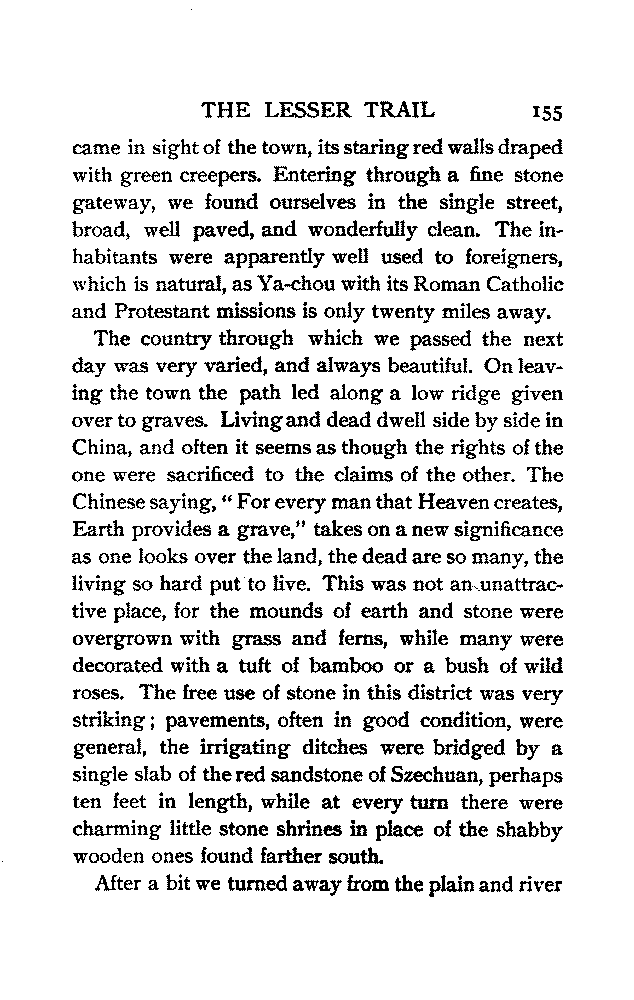 THE LESSER TRAIL 155
came in sight of the town, its staring red walls draped
with green creepers. Entering through a fine stone
gateway, we found ourselves in the single street,
broad, well paved, and wonderfully clean. The in-
habitants were apparently well used to foreigners,
which is natural, as Ya-chou with its Roman Catholic
and Protestant missions is only twenty miles away.
The country through which we passed the next
day was very varied, and always beautiful. On leav-
ing the town the path led along a low ridge given
over to graves. Living and dead dwell side by side in
China, and often it seems as though the rights of the
one were sacrificed to the claims of the other. The
Chinese saying, "For every man that Heaven creates,
Earth provides a grave," takes on a new significance
as one looks over the land, the dead are so many, the
living so hard put to live. This was not an unattrac-
tive place, for the mounds of earth and stone were
overgrown with grass and ferns, while many were
decorated with a tuft of bamboo or a bush of wild
roses. The free use of stone in this district was very
striking; pavements, often in good condition, were
general, the irrigating ditches were bridged by a
single slab of the red sandstone of Szechuan, perhaps
ten feet in length, while at every turn there were
charming little stone shrines in place of the shabby
wooden ones found farther south.
After a bit we turned away from the plain and river